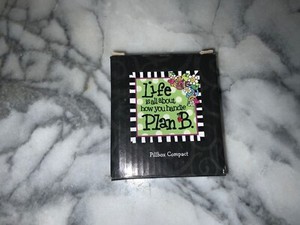 Life
is all about
how you handle
Plan B.
Pillbox Compact